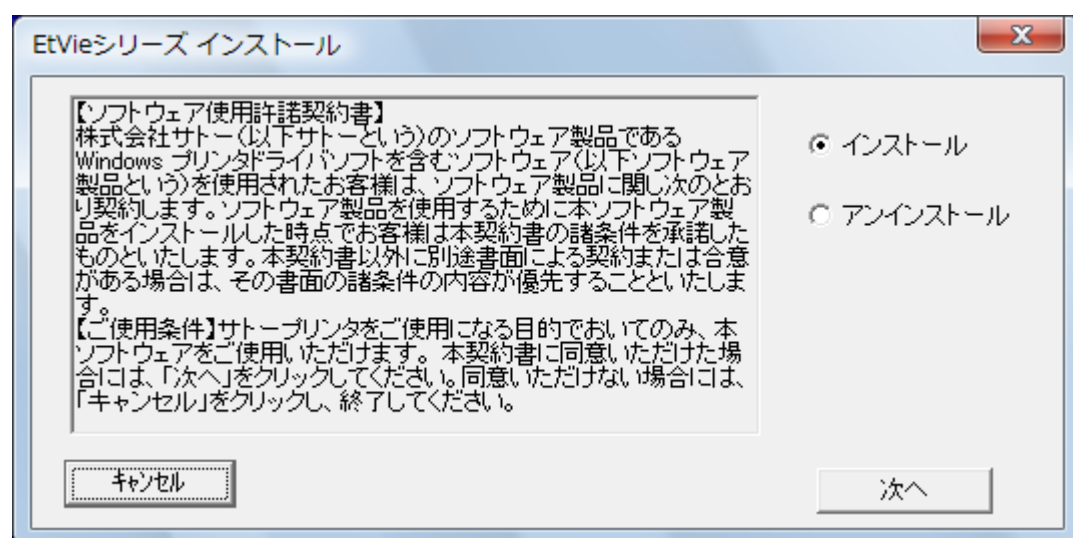 EtVieシリーズ インストール
【ソフトウェア使用許諾契約書】
株式会社サトー(以下サトーという)のソフトウェア製品である
Windows プリンタドライバソフトを含むソフトウェア(以下ソフトウェア
製品という)を使用されたお客様は、ソフトウェア製品に関し次のとお
り契約します。ソフトウェア製品を使用するために本ソフトウェア製
品をインストールした時点でお客様は本契約書の諸条件を承諾した
ものといたします。本契約書以外に別途書面による契約または合意
がある場合は、その書面の諸条件の内容が優先することといたしま
す。
【ご使用条件】サトープリンタをご使用になる目的でおいてのみ、本
ソフトウェアをご使用いただけます。 本契約書に同意いただけた場
合には、「次へ」をクリックしてください。同意いただけない場合には、
「キャンセル」をクリックし、終了してください。
インストール
アンインストール
キャンセル
次へ